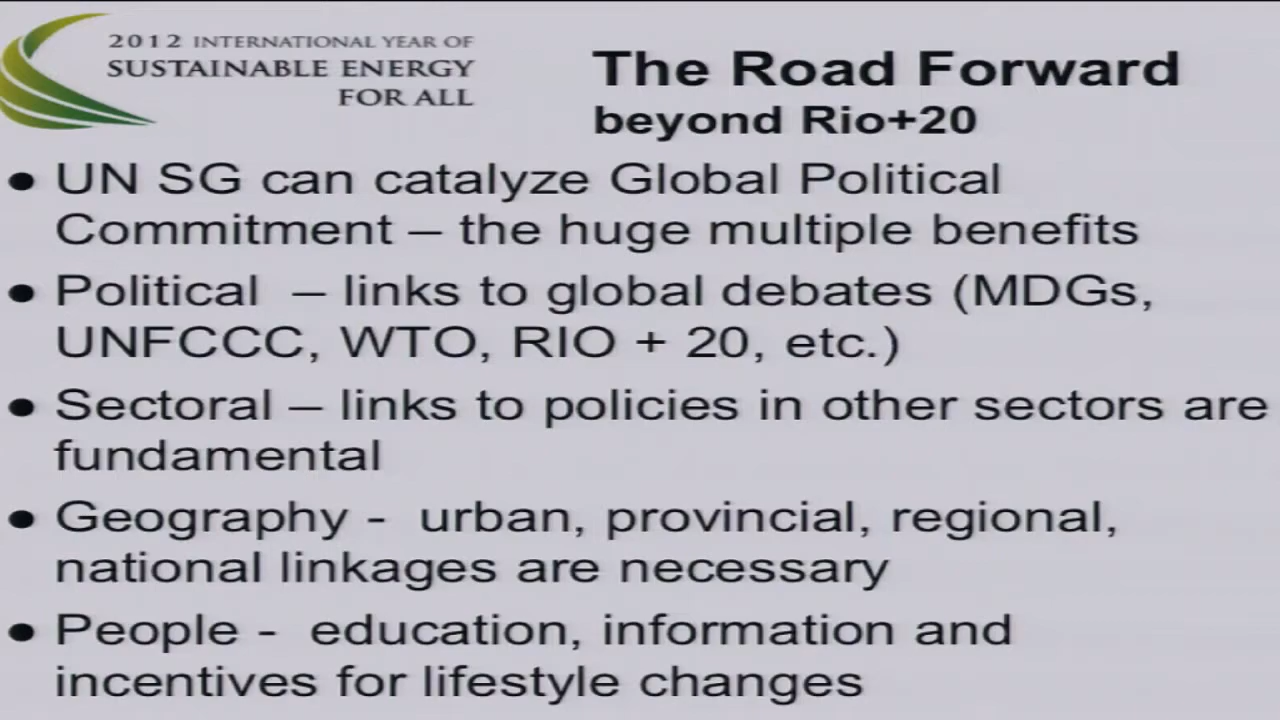 2012 INTERNATIONAL YEAR OF
SUSTAINABLE ENERGY
FOR ALL
The Road Forward
beyond Rio+20
● UN SG can catalyze Global Political
Commitment – the huge multiple benefits
● Political – links to global debates (MDGs,
UNFCCC, WTO, RIO + 20, etc.)
● Sectoral – links to policies in other sectors are
fundamental
● Geography - urban, provincial, regional,
national linkages are necessary
● People - education, information and
incentives for lifestyle changes